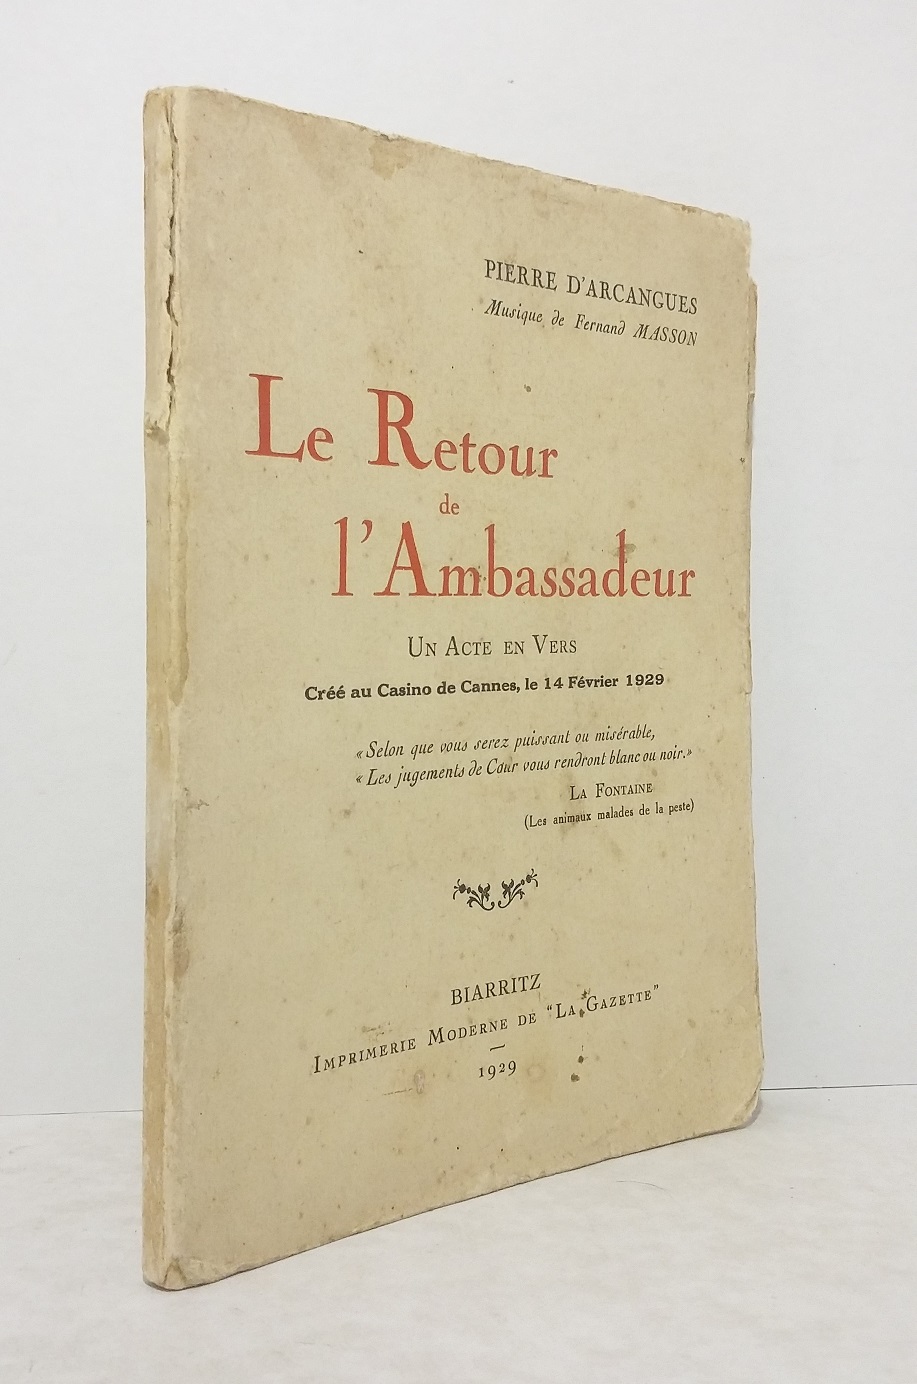 PIERRE D'ARCANGUES
Musique de Fernand MASSON
Le Retour
de
l'Ambassadeur
UN ACTE EN VERS
Créé au Casino de Cannes, le 14 Février 1929
« Selon que vous serez puissant ou misérable,
« Les jugements de Cour vous rendront blanc ou noir. »
LA FONTAINE
(Les animaux malades de la peste)
BIARRITZ
IMPRIMERIE MODERNE DE "LA GAZETTE"
1929